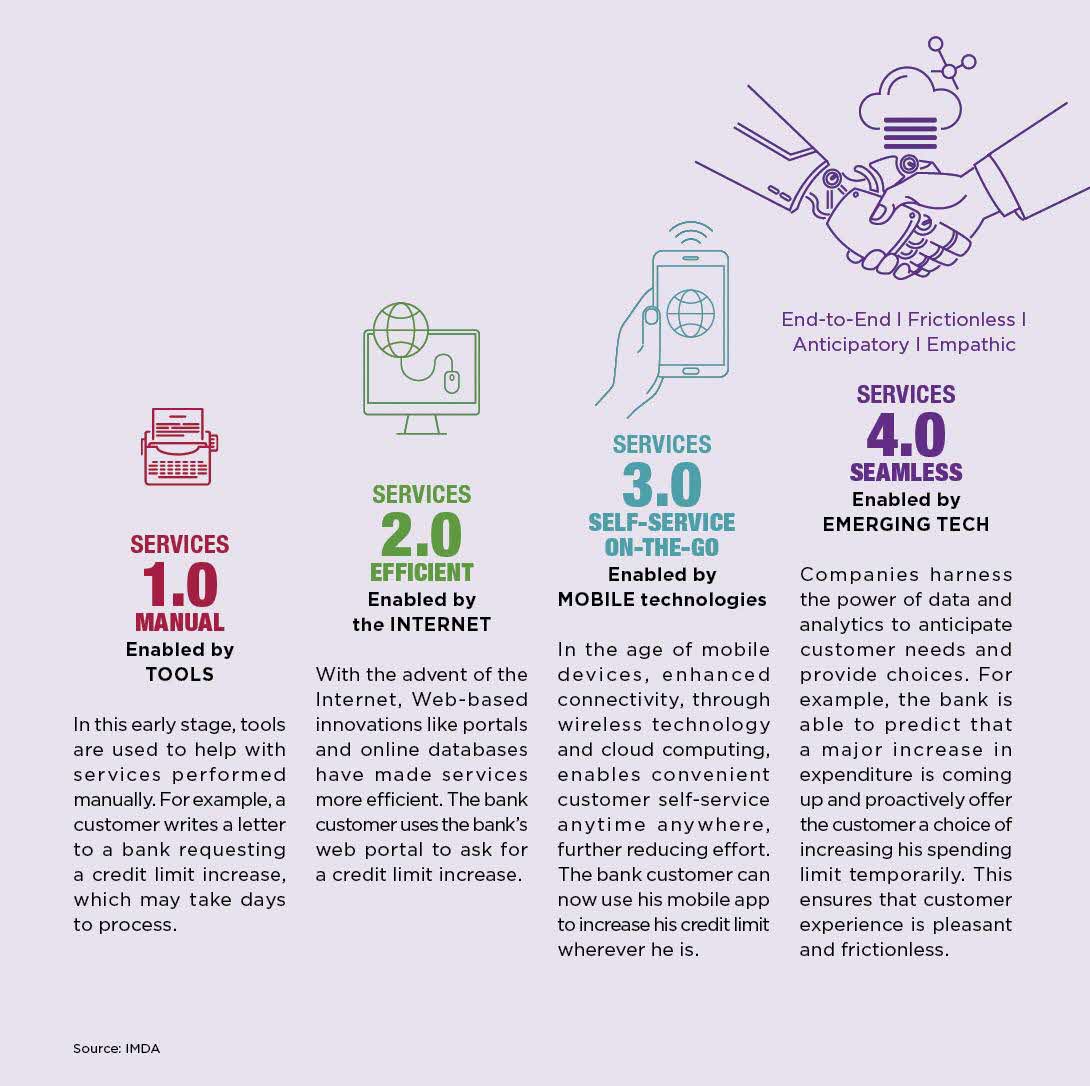 SERVICES
1.0
MANUAL
Enabled by
TOOLS
In this early stage, tools
are used to help with
services performed
manually. For example, a
customer writes a letter
to a bank requesting
a credit limit increase,
which may take days
to process.
SERVICES
2.0
EFFICIENT
Enabled by
the INTERNET
With the advent of the
Internet, Web-based
innovations like portals
and online databases
have made services
more efficient. The bank
customer uses the bank's
web portal to ask for
a credit limit increase.
SERVICES
3.0
SELF-SERVICE
ON-THE-GO
Enabled by
MOBILE technologies
In the age of mobile
devices, enhanced
connectivity, through
wireless technology
and cloud computing,
enables convenient
customer self-service
anytime anywhere,
further reducing effort.
The bank customer can
now use his mobile app
to increase his credit limit
wherever he is.
End-to-End I Frictionless I
Anticipatory I Empathic
SERVICES
4.0
SEAMLESS
Enabled by
EMERGING TECH
Companies harness
the power of data and
analytics to anticipate
customer needs and
provide choices. For
example, the bank is
able to predict that
a major increase in
expenditure is coming
up and proactively offer
the customer a choice of
increasing his spending
limit temporarily. This
ensures that customer
experience is pleasant
and frictionless.
Source: IMDA